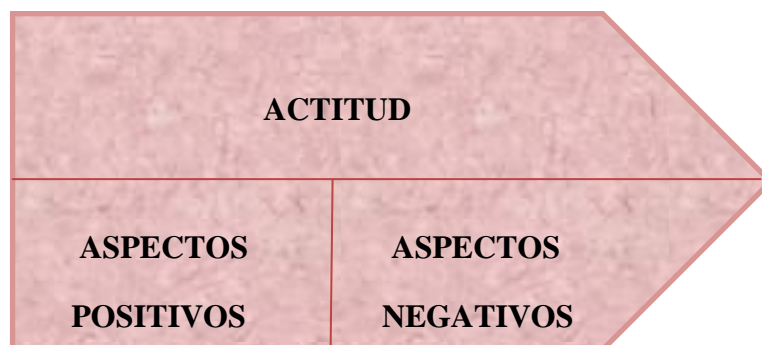 ACTITUD
ASPECTOS
POSITIVOS
ASPECTOS
NEGATIVOS